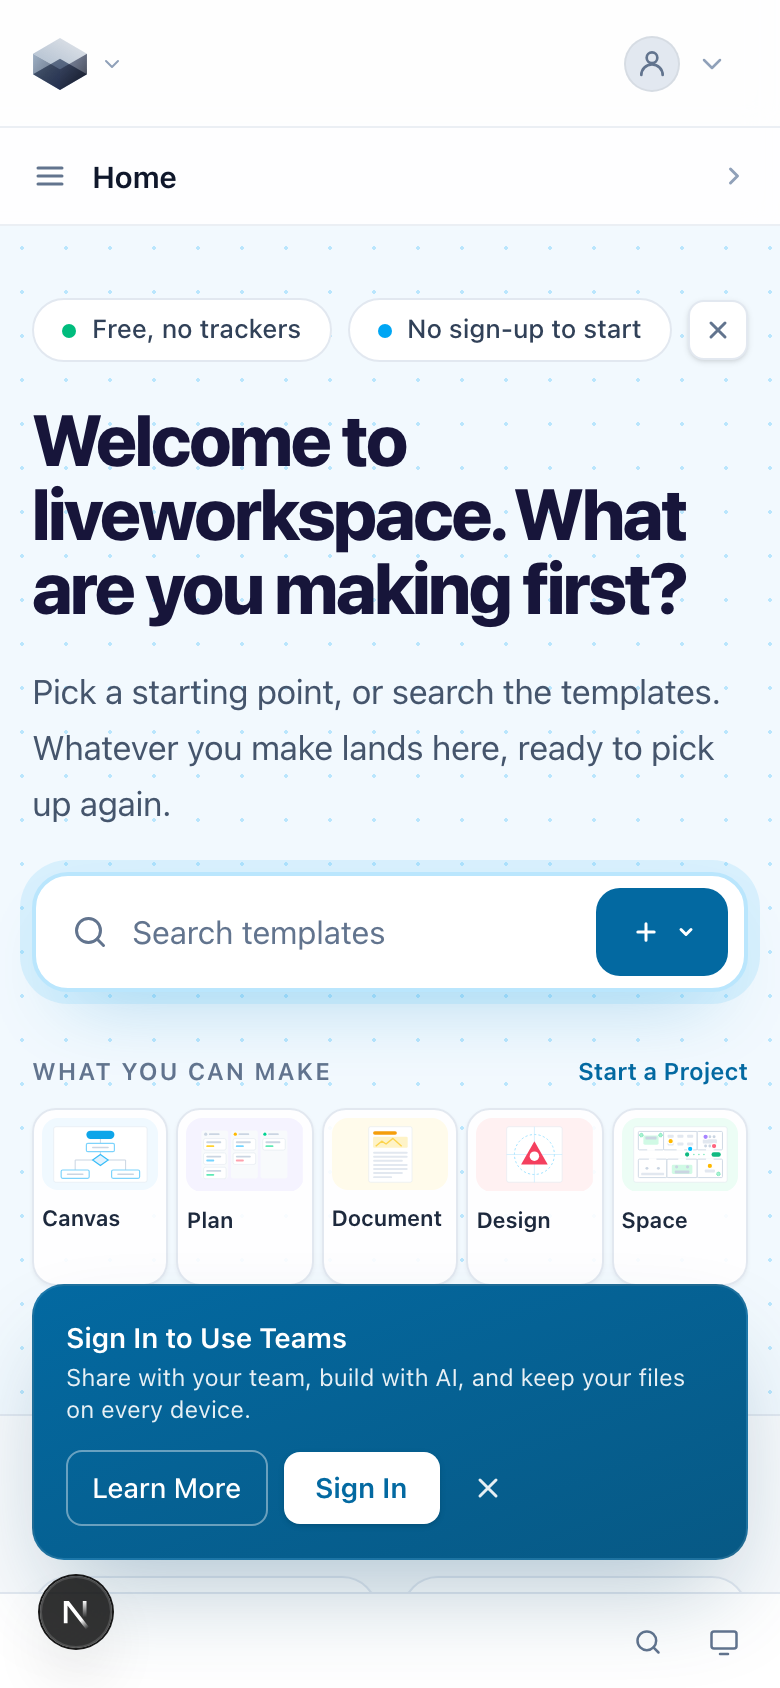 Home
Free, no trackers
No sign-up to start
Welcome to
liveworkspace. What
are you making first?
Pick a starting point, or search the templates.
Whatever you make lands here, ready to pick
up again.
Search templates
WHAT YOU CAN MAKE
Start a Project
Canvas
Plan
Document
Design
Space
Sign In to Use Teams
Share with your team, build with AI, and keep your files
on every device.
Learn More
Sign In
N